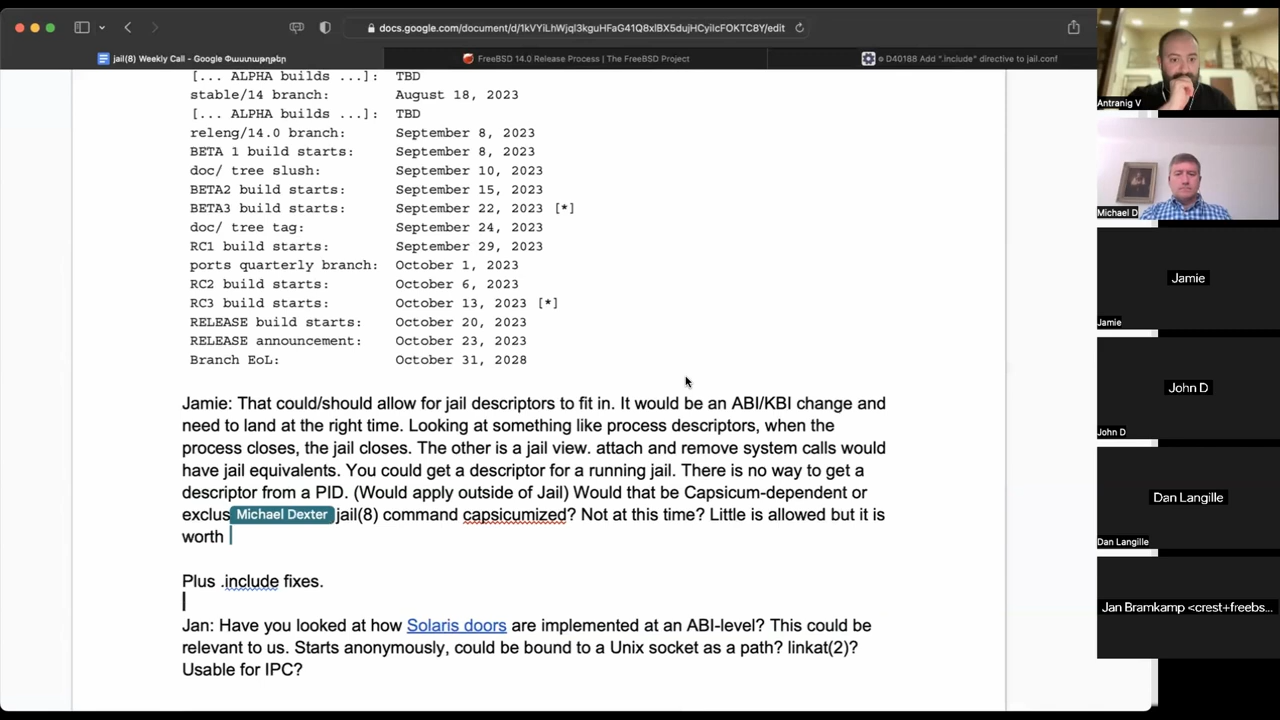 docs.google.com/document/d/1kVYiLhWjql3kguHFaG41Q8xlBX5dujHCyilcFOKTC8Y/edit
jail(8) Weekly Call - Google Փաստաթղթեր
FreeBSD 14.0 Release Process | The FreeBSD Project
D40188 Add ".include" directive to jail.conf
[... ALPHA builds ...]: TBD
stable/14 branch: August 18, 2023
[... ALPHA builds ...]: TBD
releng/14.0 branch: September 8, 2023
BETA 1 build starts: September 8, 2023
doc/ tree slush: September 10, 2023
BETA2 build starts: September 15, 2023
BETA3 build starts: September 22, 2023 [*]
doc/ tree tag: September 24, 2023
RC1 build starts: September 29, 2023
ports quarterly branch: October 1, 2023
RC2 build starts: October 6, 2023
RC3 build starts: October 13, 2023 [*]
RELEASE build starts: October 20, 2023
RELEASE announcement: October 23, 2023
Branch EoL: October 31, 2028
Jamie: That could/should allow for jail descriptors to fit in. It would be an ABI/KBI change and
need to land at the right time. Looking at something like process descriptors, when the
process closes, the jail closes. The other is a jail view. attach and remove system calls would
have jail equivalents. You could get a descriptor for a running jail. There is no way to get a
descriptor from a PID. (Would apply outside of Jail) Would that be Capsicum-dependent or
exclus Michael Dexter jail(8) command capsicumized? Not at this time? Little is allowed but it is
worth
Plus .include fixes.
Jan: Have you looked at how Solaris doors are implemented at an ABI-level? This could be
relevant to us. Starts anonymously, could be bound to a Unix socket as a path? linkat(2)?
Usable for IPC?
Antranig V
Michael D
Jamie
Jamie
John D
John D
Dan Langille
Dan Langille
Jan Bramkamp <crest+freebs...